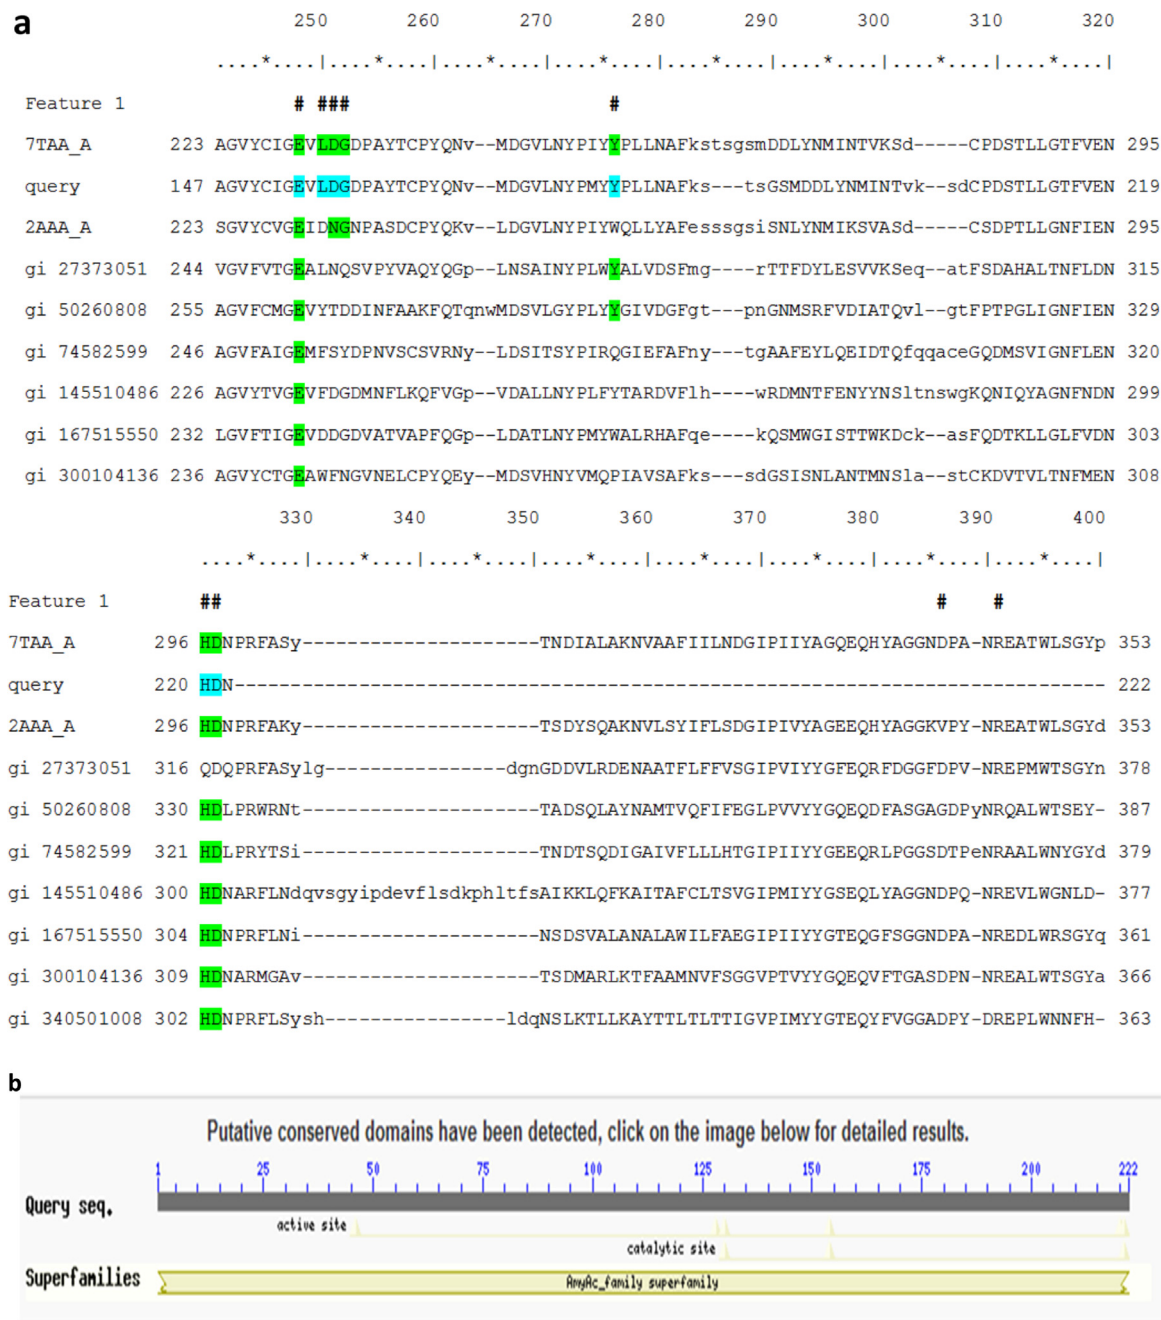 a
250 260 270 280 290 300 310 320
....*....|....*....|....*....|....*....|....*....|....*....|....*....|....*....|
Feature 1 # ### #
7TAA_A 223 AGVYCIGEVLDGDPAYTCPYQNv--MDGVLNYPIYYPLLNAFkstsgsmDDLYNMINTVKSd-----CPDSTLLGTFVEN 295
query 147 AGVYCIGEVLDGDPAYTCPYQNv--MDGVLNYPMYYPLLNAFks---tsGSMDDLYNMINTvk--sdCPDSTLLGTFVEN 219
2AAA_A 223 SGVYCVGEIDNGNPASDCPYQKv--LDGVLNYPIYWQLLYAFesssgsiSNLYNMIKSVASd-----CSDPTLLGNFIEN 295
gi 27373051 244 VGVFVTGEALNQSVPYVAQYQGp--LNSAINYPLWYALVDSFmg----rTTFDYLESVVKSeq--atFSDAHALTNFLDN 315
gi 50260808 255 AGVFCMGEVYTDDINFAAKFQTqnwMDSVLGYPLYYGIVDGFgt---pnGNMSRFVDIATQvl--gtFPTPGLIGNFIEN 329
gi 74582599 246 AGVFAIGEMFSYDPNVSCSVRNy--LDSITSYPIRQGIEFAFny---tgAAFEYLQEIDTQfqqaceGQDMSVIGNFLEN 320
gi 145510486 226 AGVYTVGEVFDGDMNFLKQFVGp--VDALLNYPLFYTARDVFlh----wRDMNTFENYYNSltnswgKQNIQYAGNFNDN 299
gi 167515550 232 LGVFTIGEVDDGDVATVAPFQGp--LDATLNYPMYWALRHAFqe----kQSMWGISTTWKDck--asFQDTKLLGLFVDN 303
gi 300104136 236 AGVYCTGEAWFNGVNELCPYQEy--MDSVHNYVMQPIAVSAFks---sdGSISNLANTMNSla--stCKDVTVLTNFMEN 308
330 340 350 360 370 380 390 400
....*....|....*....|....*....|....*....|....*....|....*....|....*....|....*....|
Feature 1 ## # #
7TAA_A 296 HDNPRFASy---------------------TNDIALAKNVAAFIILNDGIPIIYAGQEQHYAGGNDPA-NREATWLSGYp 353
query 220 HDN----------------------------------------------------------------------------- 222
2AAA_A 296 HDNPRFAKy---------------------TSDYSQAKNVLSYIFLSDGIPIVYAGEEQHYAGGKVPY-NREATWLSGYd 353
gi 27373051 316 QDQPRFASylg----------------dgnGDDVLRDENAATFLFFVSGIPVIYYGFEQRFDGGFDPV-NREPMWTSGYn 378
gi 50260808 330 HDLPRWRNt---------------------TADSQLAYNAMTVQFIFEGLPVVYYGQEQDFASGAGDPyNRQALWTSEY- 387
gi 74582599 321 HDLPRYTSi---------------------TNDTSQDIGAIVFLLLHTGIPIIYYGEEQRLPGGSDTPeNRAALWNYGYd 379
gi 145510486 300 HDNARFLNdqvsgyipdevflsdkphltfsAIKKLQFKAITAFCLTSVGIPMIYYGSEQLYAGGNDPQ-NREVLWGNLD- 377
gi 167515550 304 HDNPRFLNi---------------------NSDSVALANALAWILFAEGIPIIYYGTEQGFSGGNDPA-NREDLWRSGYq 361
gi 300104136 309 HDNARMGAv---------------------TSDMARLKTFAAMNVFSGGVPTVYYGQEQVFTGASDPN-NREALWTSGYa 366
gi 340501008 302 HDNPRFLSysh----------------ldqNSLKTLLKAYTTLTLTTIGVPIMYYGTEQYFVGGADPY-DREPLWNNFH- 363
b
Putative conserved domains have been detected, click on the image below for detailed results.
1 25 50 75 100 125 150 175 200 222
Query seq.
active site
catalytic site
Superfamilies AmyAc_family superfamily